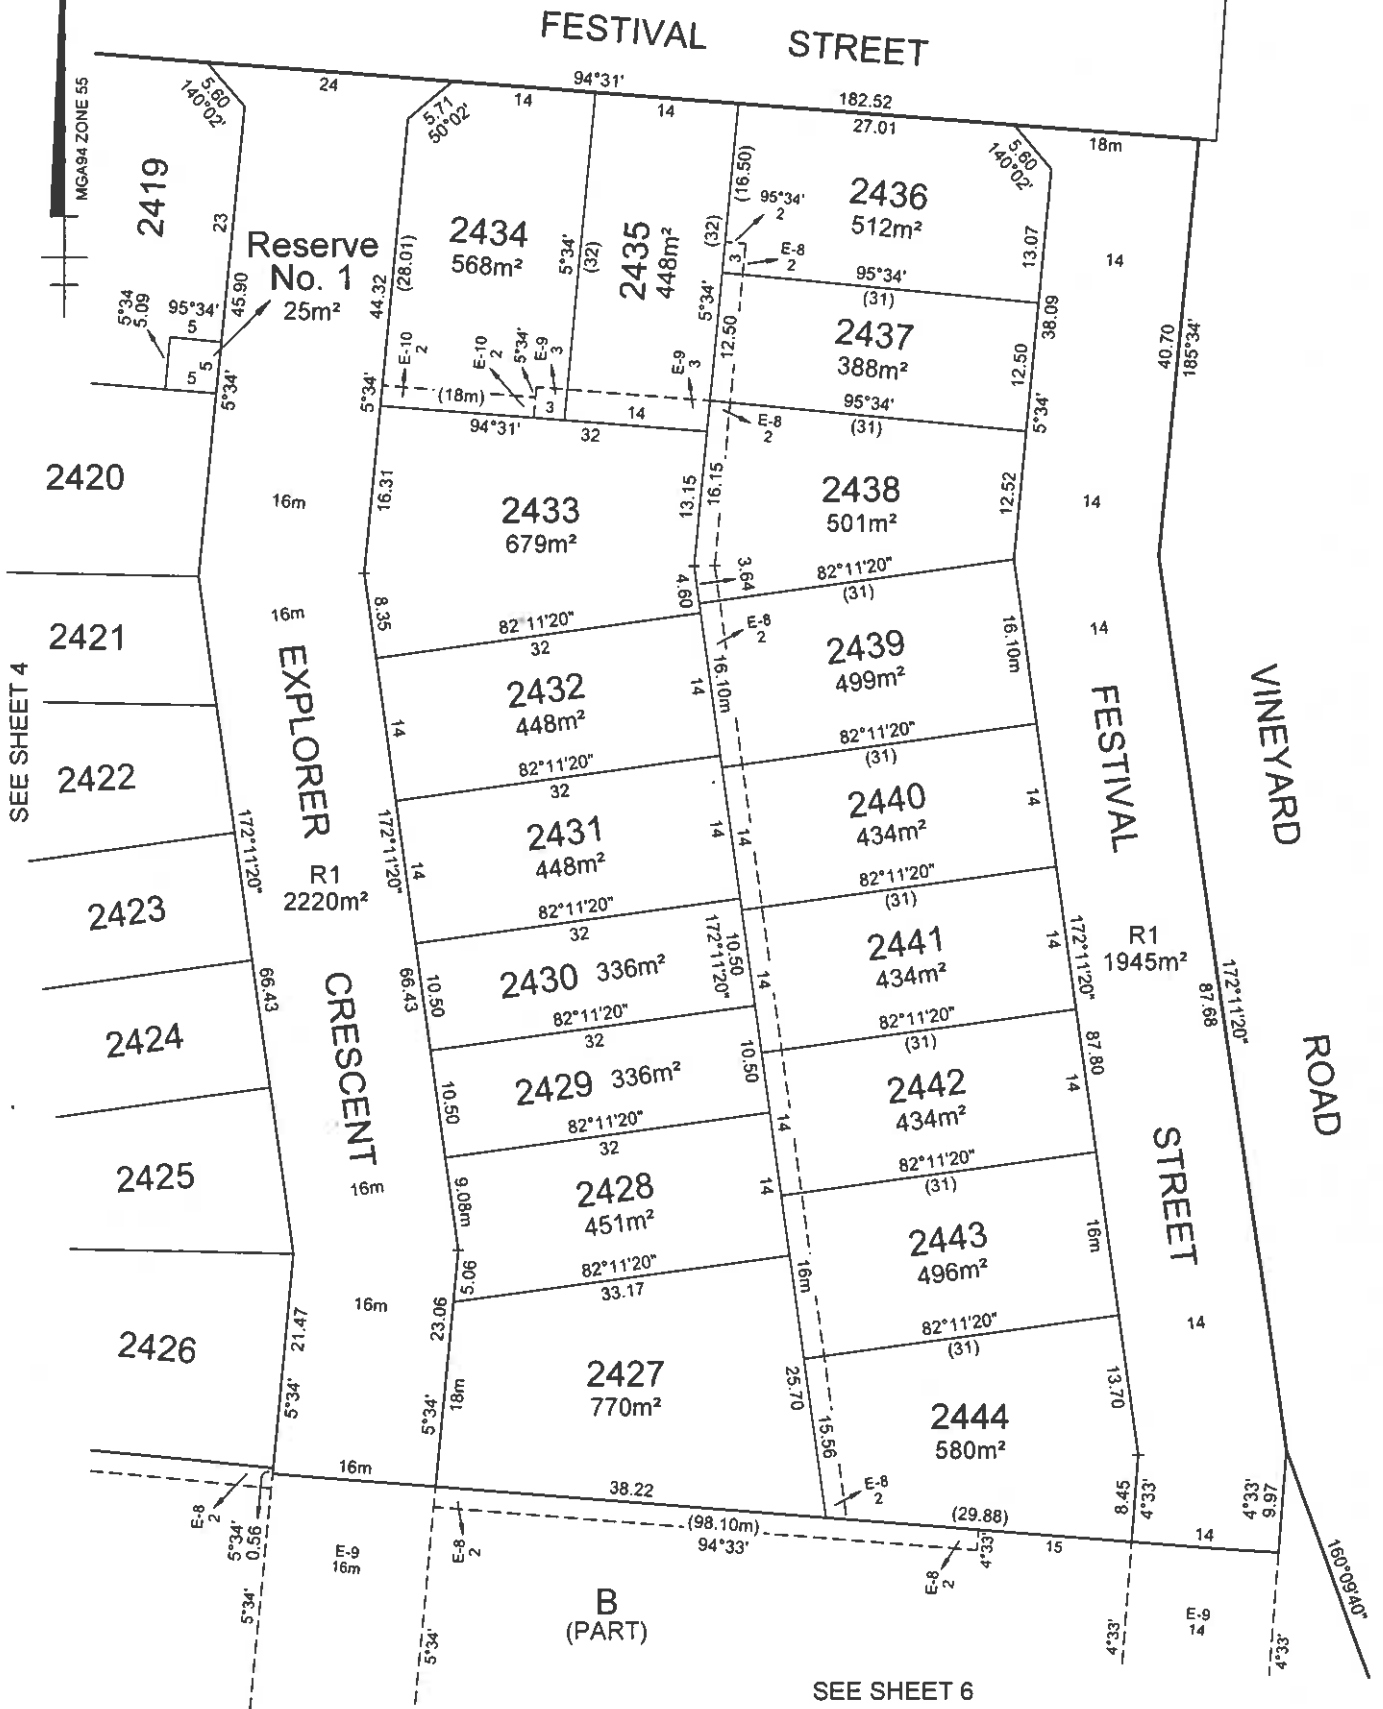 FESTIVAL STREET
94°31'
182.52
MGA94 ZONE 55
5.60
140°02'
24
5.71
50°02'
14
14
27.01
5.60
140°02'
18m
2419
23
45.90
Reserve
No. 1
25m²
5°34
5.09
95°34'
5
5
5
5°34'
44.32
(28.01)
2434
568m²
5°34'
(32)
2435
448m²
(32)
(16.50)
95°34'
2
3
E-8
2
2436
512m²
13.07
14
95°34'
(31)
38.09
5°34'
12.50
2437
388m²
12.50
40.70
185°34'
E-10
2
E-10
2
5°34'
E-9
3
E-9
3
5°34'
(18m)
3
14
94°31'
32
E-8
2
95°34'
(31)
5°34'
2420
16m
16.31
2433
679m²
13.15
16.15
2438
501m²
12.52
14
3.64
82°11'20"
(31)
16m
8.35
4.60
82°11'20"
32
E-8
2
2421
SEE SHEET 4
EXPLORER
2432
448m²
14
14
16.10m
2439
499m²
16.10m
14
FESTIVAL
VINEYARD
82°11'20"
32
82°11'20"
(31)
2422
172°11'20"
172°11'20"
14
2431
448m²
14
14
2440
434m²
14
R1
2220m²
82°11'20"
32
82°11'20"
(31)
2423
66.43
CRESCENT
66.43
10.50
2430 336m²
10.50
172°11'20"
14
2441
434m²
14
172°11'20"
R1
1945m²
172°11'20"
87.68
82°11'20"
32
82°11'20"
(31)
2424
10.50
2429 336m²
10.50
14
2442
434m²
14
87.80
ROAD
82°11'20"
32
82°11'20"
(31)
2425
16m
9.08m
2428
451m²
14
16m
2443
496m²
16m
STREET
82°11'20"
33.17
5.06
82°11'20"
(31)
2426
21.47
5°34'
16m
23.06
5°34'
18m
2427
770m²
25.70
15.56
2444
580m²
13.70
14
16m
38.22
E-8
2
(29.88)
8.45
4°33'
4°33'
9.97
14
E-8
2
5°34'
0.56
E-9
16m
E-8
2
(98.10m)
94°33'
E-8
2
4°33'
15
5°34'
5°34'
B
(PART)
4°33'
E-9
14
4°33'
160°09'40"
SEE SHEET 6